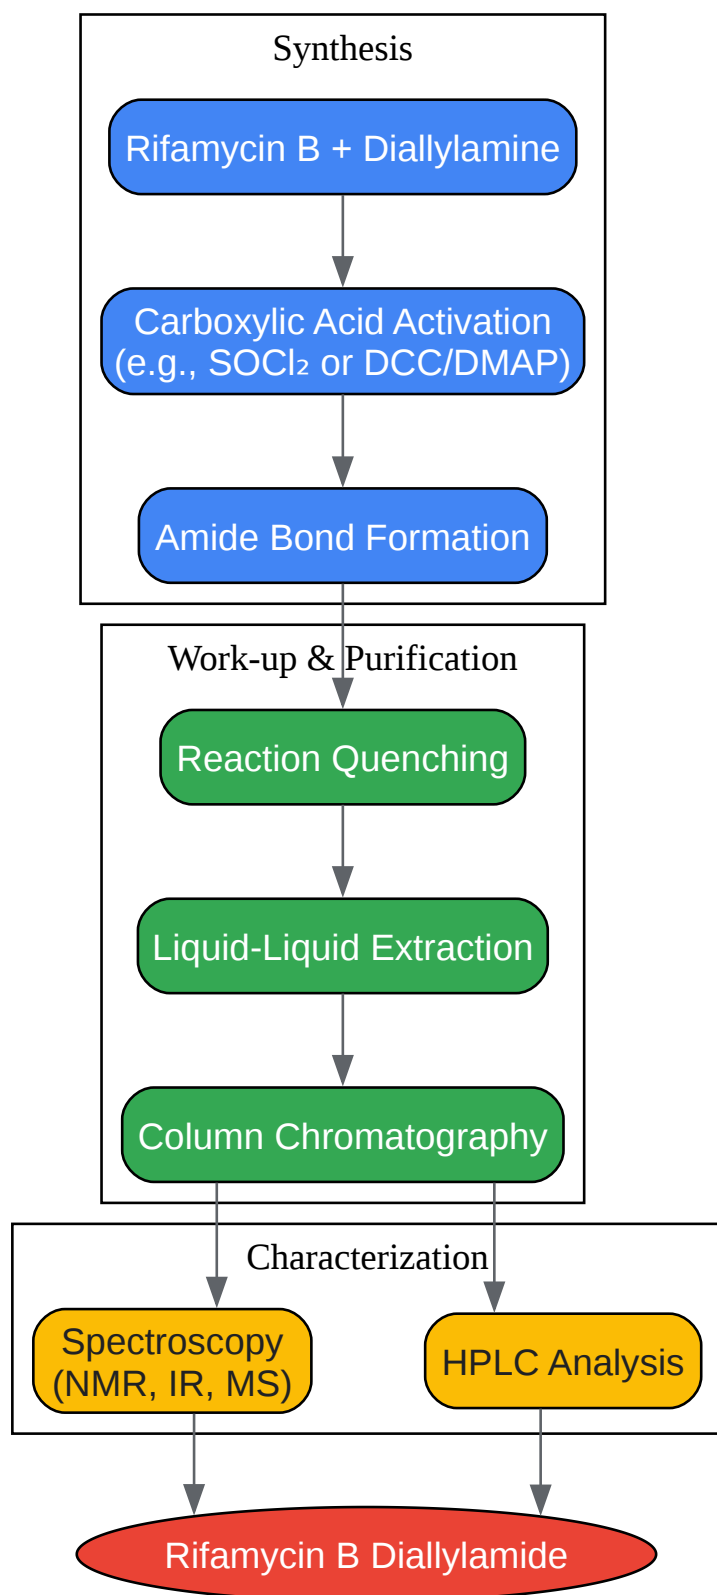 Synthesis
Rifamycin B + Diallylamine
Carboxylic Acid Activation
(e.g., SOCl₂ or DCC/DMAP)
Amide Bond Formation
Work-up & Purification
Reaction Quenching
Liquid-Liquid Extraction
Column Chromatography
Characterization
Spectroscopy
(NMR, IR, MS)
HPLC Analysis
Rifamycin B Diallylamide